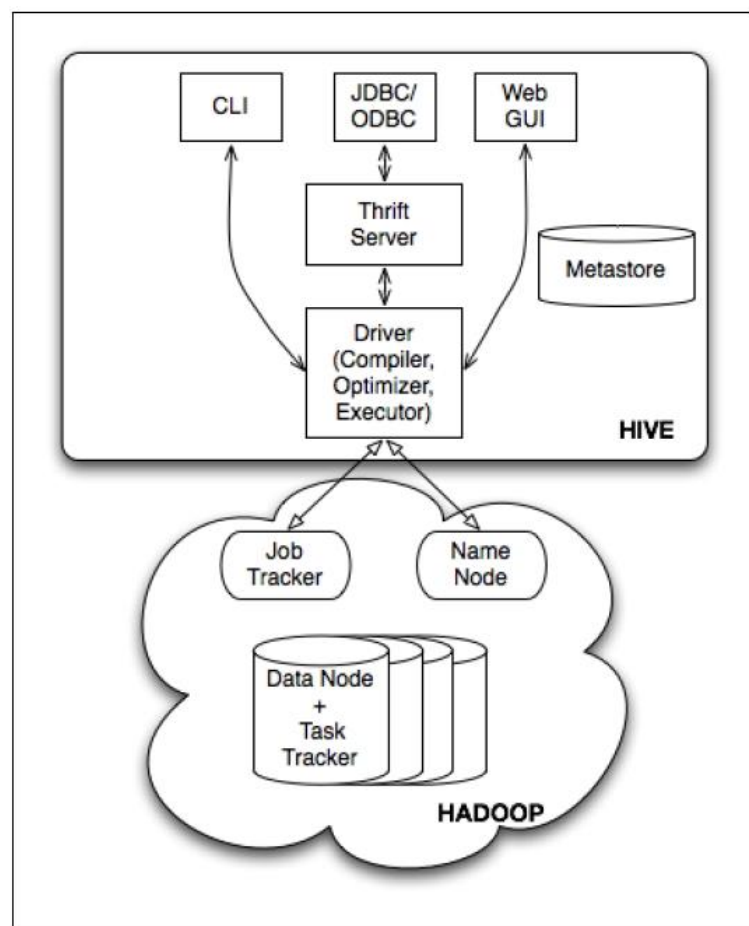 CLI
JDBC/
ODBC
Web
GUI
Thrift
Server
Metastore
Driver
(Compiler,
Optimizer,
Executor)
HIVE
Job
Tracker
Name
Node
Data Node
+
Task
Tracker
HADOOP